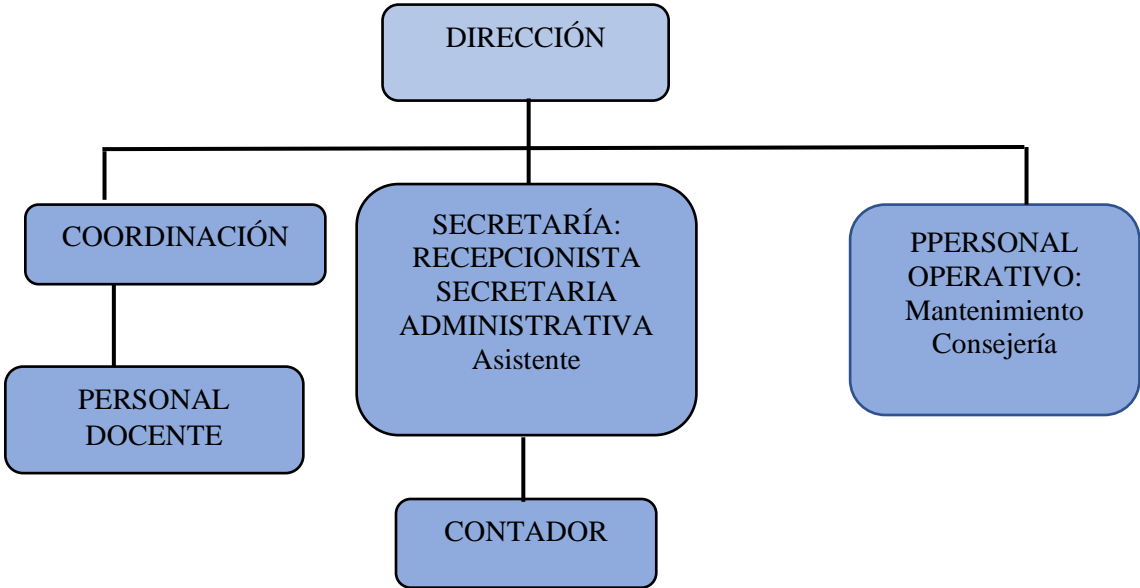 DIRECCIÓN
COORDINACIÓN
SECRETARÍA:
RECEPCIONISTA
SECRETARIA
ADMINISTRATIVA
Asistente
PPERSONAL
OPERATIVO:
Mantenimiento
Consejería
PERSONAL
DOCENTE
CONTADOR